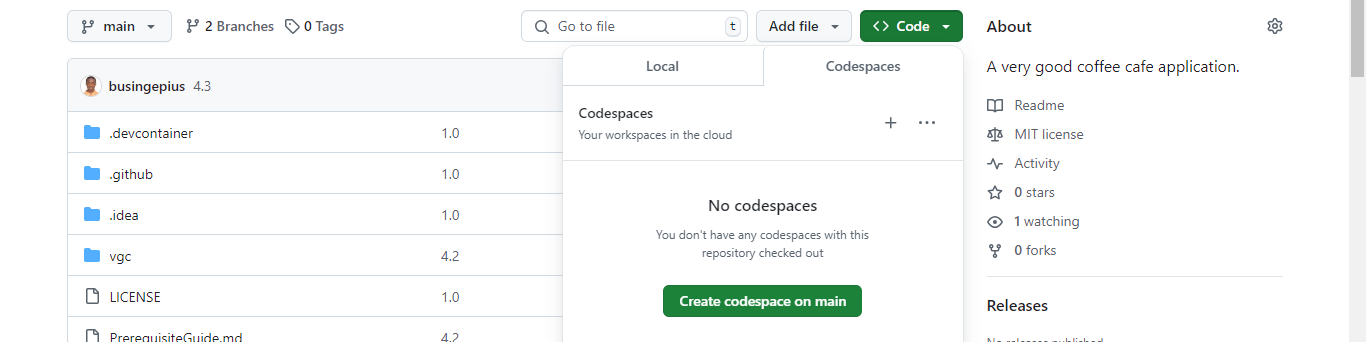 main
2 Branches
0 Tags
Go to file
t
Add file
<> Code
busingepius 4.3
.devcontainer 1.0
.github 1.0
.idea 1.0
vgc 4.2
LICENSE 1.0
PrerequisiteGuide.md 4.2
Local
Codespaces
Codespaces
Your workspaces in the cloud
No codespaces
You don't have any codespaces with this
repository checked out
Create codespace on main
About
A very good coffee cafe application.
Readme
MIT license
Activity
0 stars
1 watching
0 forks
Releases
No releases published